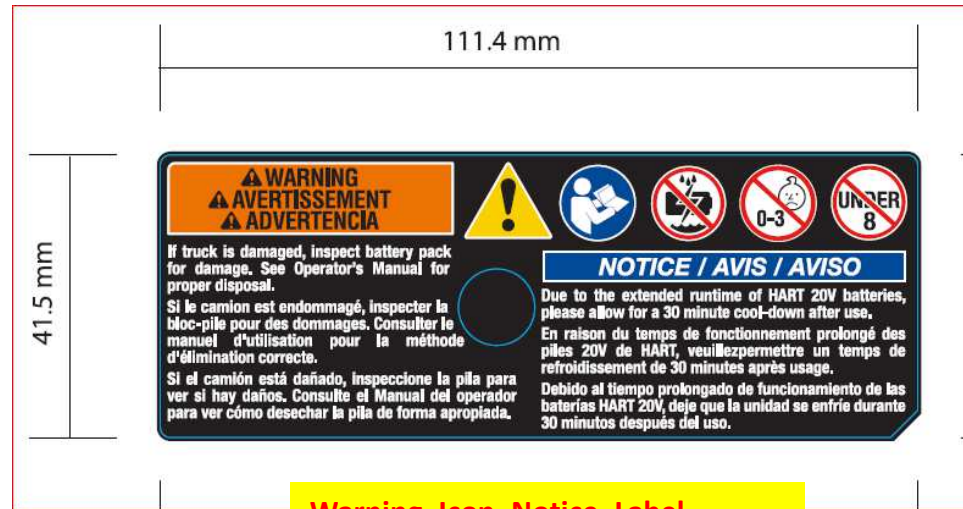 111.4 mm
41.5 mm
WARNING
AVERTISSEMENT
ADVERTENCIA
If truck is damaged, inspect battery pack
for damage. See Operator's Manual for
proper disposal.
Si le camion est endommagé, inspecter la
bloc-pile pour des dommages. Consulter le
manuel d'utilisation pour la méthode
d'élimination correcte.
Si el camión está dañado, inspeccione la pila para
ver si hay daños. Consulte el Manual del operador
para ver cómo desechar la pila de forma apropiada.
0-3
UNDER
8
NOTICE / AVIS / AVISO
Due to the extended runtime of HART 20V batteries,
please allow for a 30 minute cool-down after use.
En raison du temps de fonctionnement prolongé des
piles 20V de HART, veuillezpermettre un temps de
refroidissement de 30 minutes après usage.
Debido al tiempo prolongado de funcionamiento de las
baterías HART 20V, deje que la unidad se enfríe durante
30 minutos después del uso.
Warning Icon Notice Label